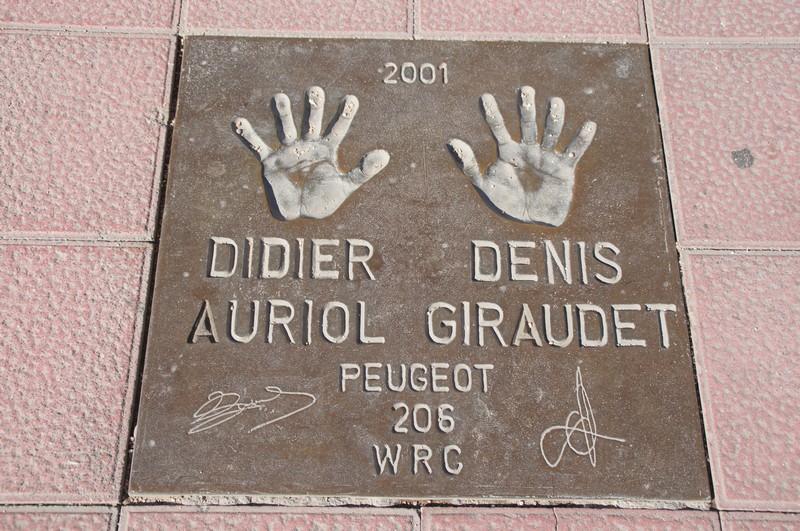 2001
DIDIER DENIS
AURIOL GIRAUDET
PEUGEOT
206
WRC